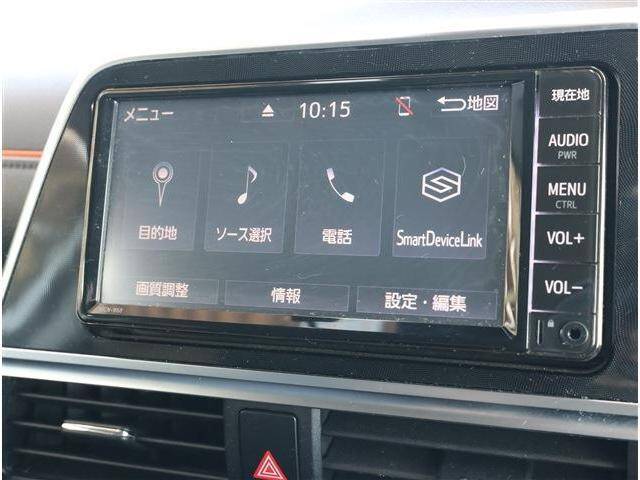 メニュー 10:15 地図
目的地 ソース選択 電話 SmartDeviceLink
画質調整 情報 設定・編集
現在地
AUDIO
PWR
MENU
CTRL
VOL+
VOL-